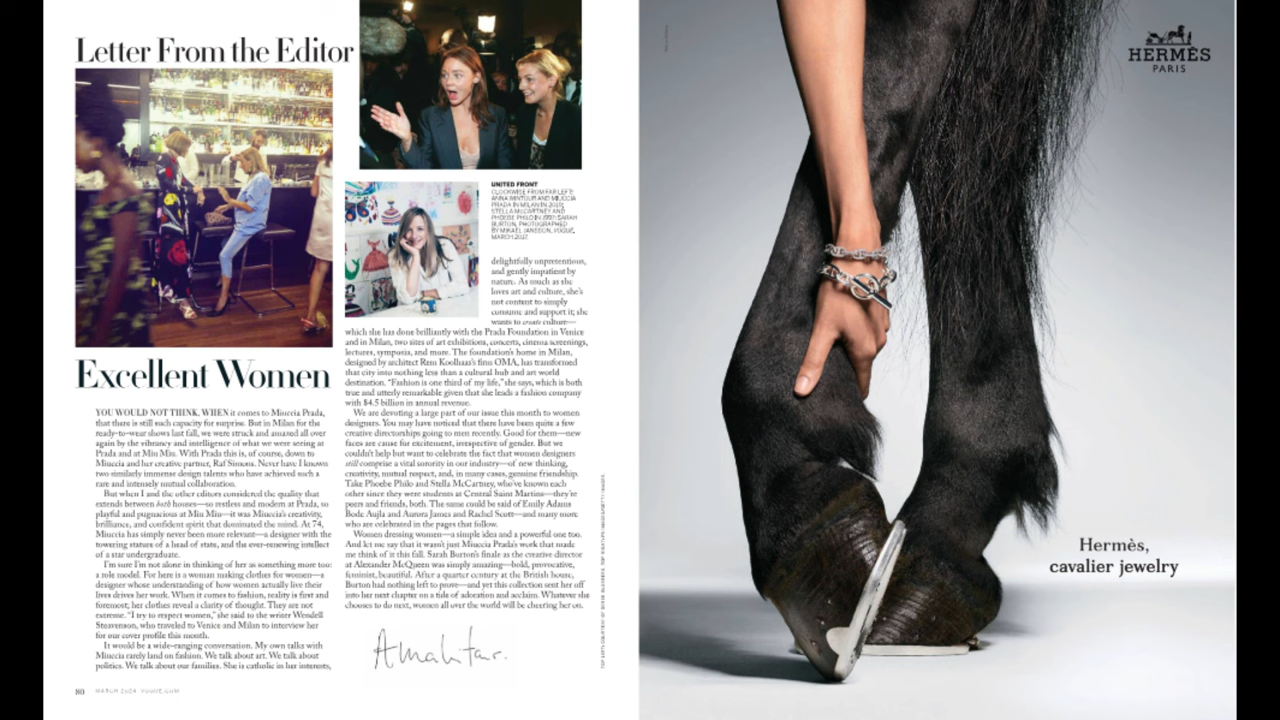 Letter From the Editor
UNITED FRONT
CLOCKWISE FROM FAR LEFT:
ANNA WINTOUR AND MIUCCIA
PRADA IN MILAN IN 2019;
STELLA McCARTNEY AND
PHOEBE PHILO IN 1997; SARAH
BURTON, PHOTOGRAPHED
BY MIKAEL JANSSON, VOGUE,
MARCH 2017.
Excellent Women
YOU WOULD NOT THINK, WHEN it comes to Miuccia Prada,
that there is still such capacity for surprise. But in Milan for the
ready-to-wear shows last fall, we were struck and amazed all over
again by the vibrancy and intelligence of what we were seeing at
Prada and at Miu Miu. With Prada this is, of course, down to
Miuccia and her creative partner, Raf Simons. Never have I known
two similarly immense design talents who have achieved such a
rare and intensely mutual collaboration.
But when I and the other editors considered the quality that
extends between both houses—so restless and modern at Prada, so
playful and pugnacious at Miu Miu—it was Miuccia's creativity,
brilliance, and confident spirit that dominated the mind. At 74,
Miuccia has simply never been more relevant—a designer with the
towering stature of a head of state, and the ever-renewing intellect
of a star undergraduate.
I'm sure I'm not alone in thinking of her as something more too:
a role model. For here is a woman making clothes for women—a
designer whose understanding of how women actually live their
lives drives her work. When it comes to fashion, reality is first and
foremost; her clothes reveal a clarity of thought. They are not
extreme. "I try to respect women," she said to the writer Wendell
Steavenson, who traveled to Venice and Milan to interview her
for our cover profile this month.
It would be a wide-ranging conversation. My own talks with
Miuccia rarely land on fashion. We talk about art. We talk about
politics. We talk about our families. She is catholic in her interests,
delightfully unpretentious,
and gently impatient by
nature. As much as she
loves art and culture, she's
not content to simply
consume and support it; she
wants to create culture—
which she has done brilliantly with the Prada Foundation in Venice
and in Milan, two sites of art exhibitions, concerts, cinema screenings,
lectures, symposia, and more. The foundation's home in Milan,
designed by architect Rem Koolhaas's firm OMA, has transformed
that city into nothing less than a cultural hub and art world
destination. "Fashion is one third of my life," she says, which is both
true and utterly remarkable given that she leads a fashion company
with $4.5 billion in annual revenue.
We are devoting a large part of our issue this month to women
designers. You may have noticed that there have been quite a few
creative directorships going to men recently. Good for them—new
faces are cause for excitement, irrespective of gender. But we
couldn't help but want to celebrate the fact that women designers
still comprise a vital sorority in our industry—of new thinking,
creativity, mutual respect, and, in many cases, genuine friendship.
Take Phoebe Philo and Stella McCartney, who've known each
other since they were students at Central Saint Martins—they're
peers and friends, both. The same could be said of Emily Adams
Bode Aujla and Aurora James and Rachel Scott—and many more
who are celebrated in the pages that follow.
Women dressing women—a simple idea and a powerful one too.
And let me say that it wasn't just Miuccia Prada's work that made
me think of it this fall. Sarah Burton's finale as the creative director
at Alexander McQueen was simply amazing—bold, provocative,
feminist, beautiful. After a quarter century at the British house,
Burton had nothing left to prove—and yet this collection sent her off
into her next chapter on a tide of adoration and acclaim. Whatever she
chooses to do next, women all over the world will be cheering her on.
80 MARCH 2024 VOGUE.COM
HERMÈS
PARIS
Hermès,
cavalier jewelry